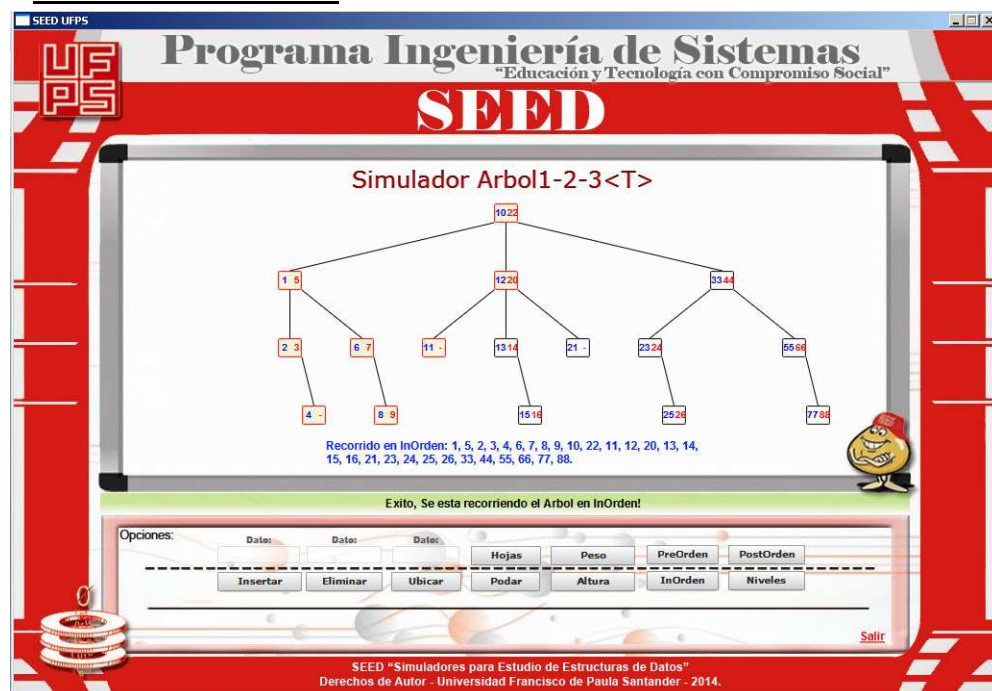 SEED UFPS
UF
PS
Programa Ingeniería de Sistemas
“Educación y Tecnología con Compromiso Social”
SEED
Simulador Arbol1-2-3<T>
10 22
1 5 12 20 33 44
2 3 6 7 11 - 13 14 21 - 23 24 55 66
4 - 8 9 15 16 25 26 77 88
Recorrido en InOrden: 1, 5, 2, 3, 4, 6, 7, 8, 9, 10, 22, 11, 12, 20, 13, 14,
15, 16, 21, 23, 24, 25, 26, 33, 44, 55, 66, 77, 88.
Exito, Se esta recorriendo el Arbol en InOrden!
Opciones:
Dato: Dato: Dato:
Hojas Peso PreOrden PostOrden
Insertar Eliminar Ubicar Podar Altura InOrden Niveles
Salir
SEED “Simuladores para Estudio de Estructuras de Datos”
Derechos de Autor - Universidad Francisco de Paula Santander - 2014.